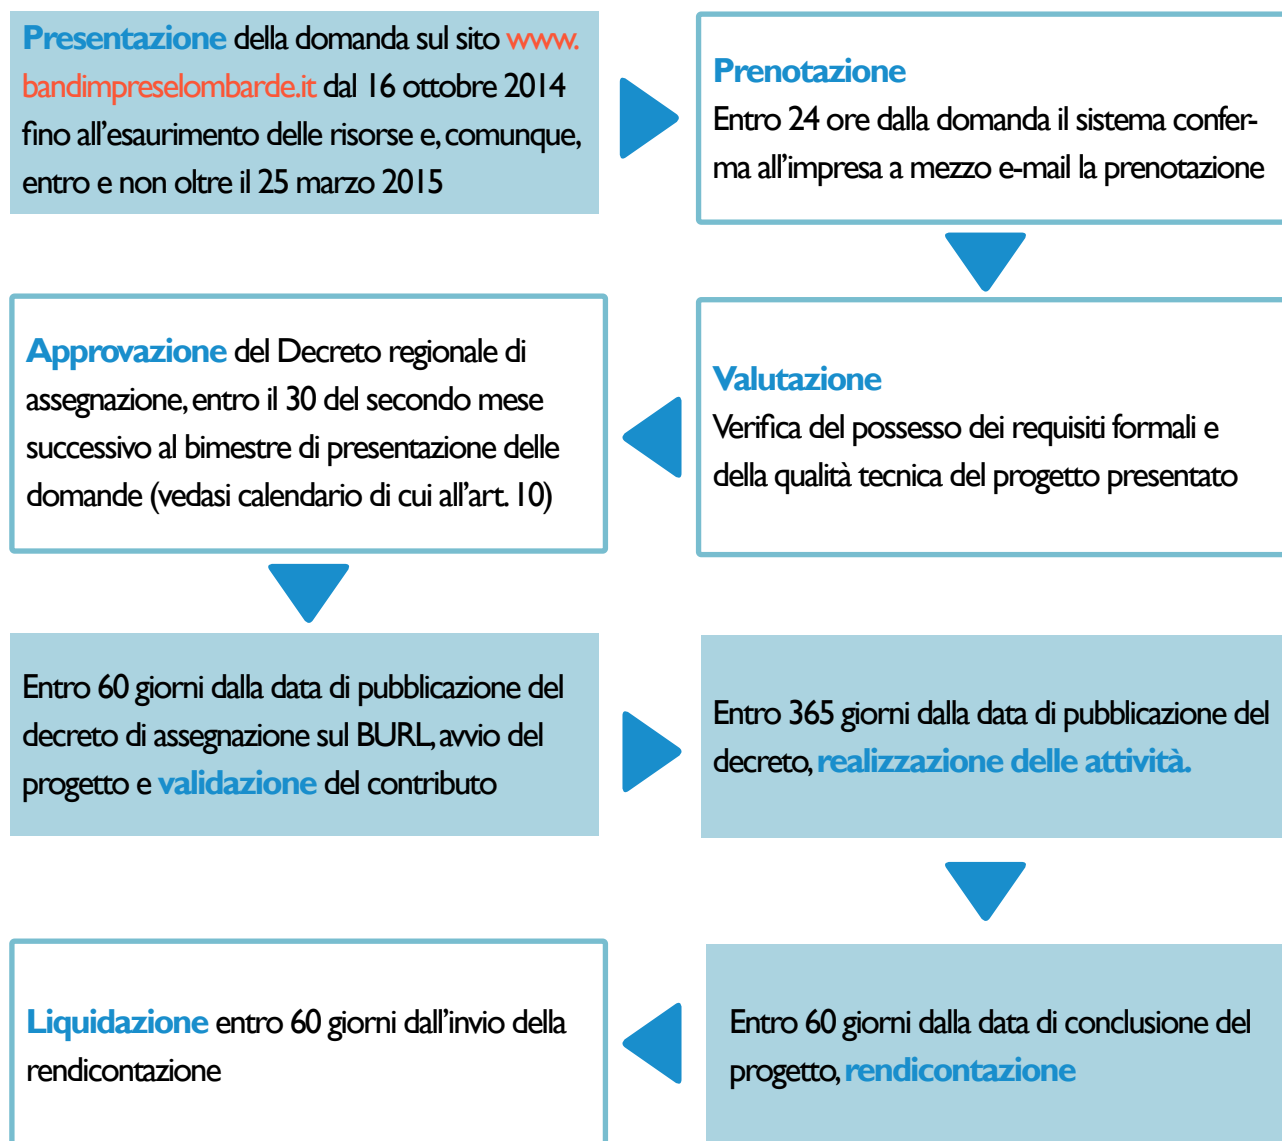 Presentazione della domanda sul sito www.
bandimpreselombarde.it dal 16 ottobre 2014
fino all'esaurimento delle risorse e, comunque,
entro e non oltre il 25 marzo 2015
Prenotazione
Entro 24 ore dalla domanda il sistema confer-
ma all'impresa a mezzo e-mail la prenotazione
Valutazione
Verifica del possesso dei requisiti formali e
della qualità tecnica del progetto presentato
Approvazione del Decreto regionale di
assegnazione, entro il 30 del secondo mese
successivo al bimestre di presentazione delle
domande (vedasi calendario di cui all'art. 10)
Entro 60 giorni dalla data di pubblicazione del
decreto di assegnazione sul BURL, avvio del
progetto e validazione del contributo
Entro 365 giorni dalla data di pubblicazione del
decreto, realizzazione delle attività.
Entro 60 giorni dalla data di conclusione del
progetto, rendicontazione
Liquidazione entro 60 giorni dall'invio della
rendicontazione